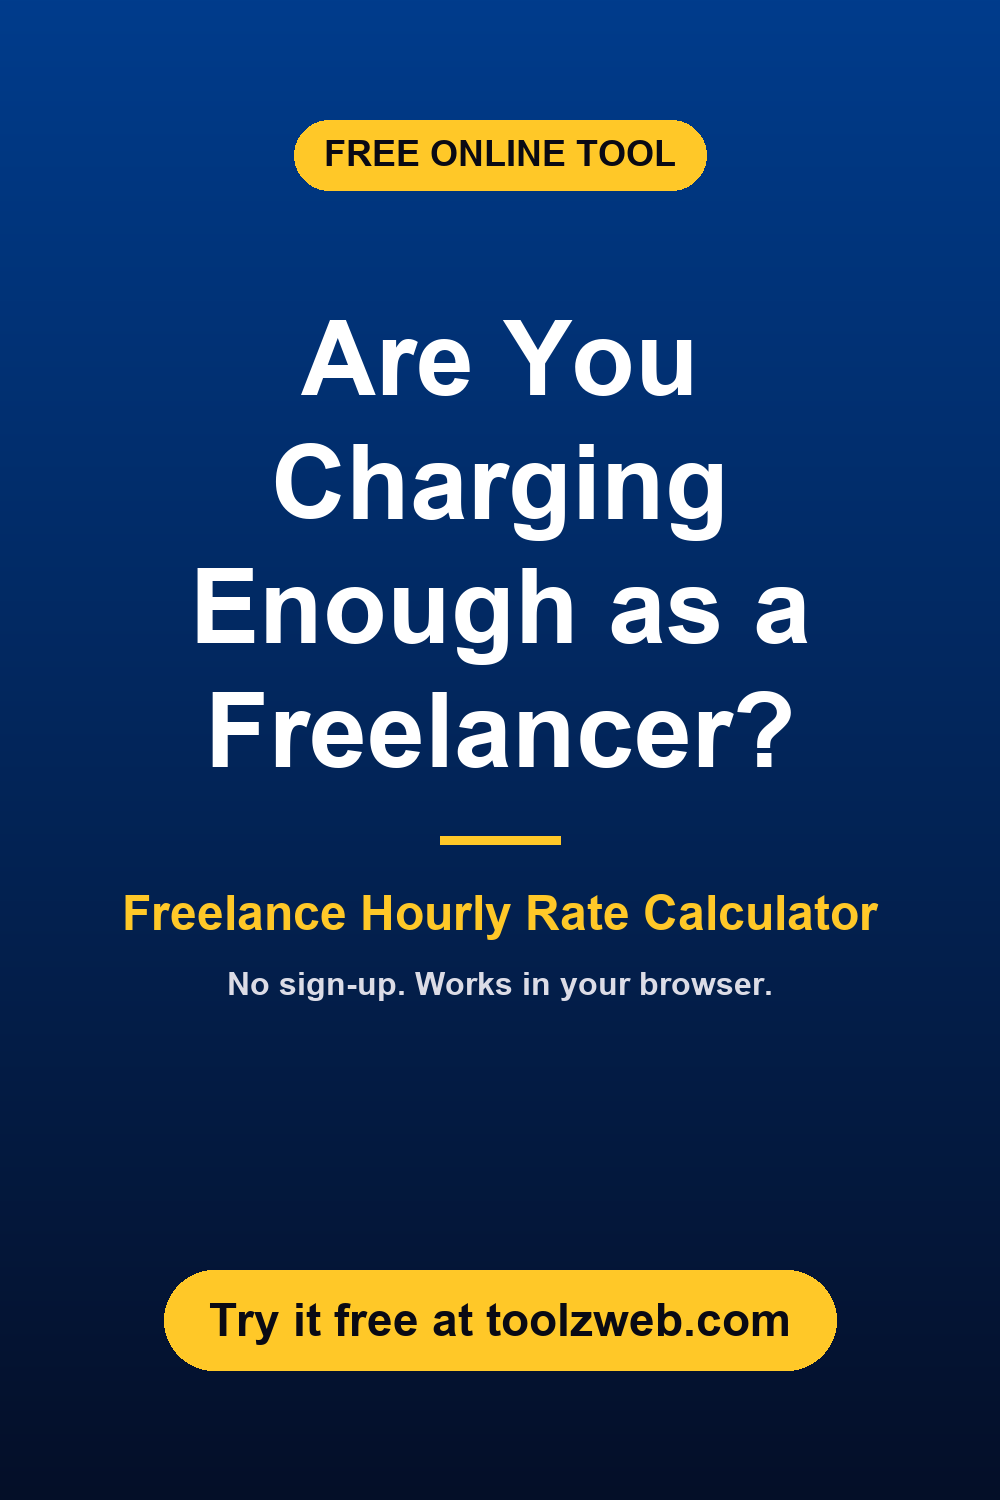 FREE ONLINE TOOL
Are You
Charging
Enough as a
Freelancer?
Freelance Hourly Rate Calculator
No sign-up. Works in your browser.
Try it free at toolzweb.com